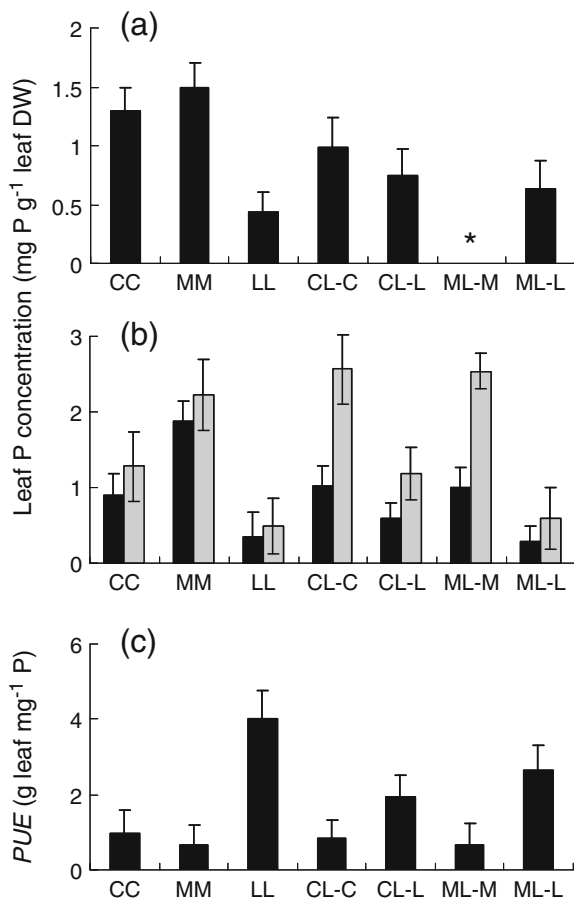 (a)
Leaf P concentration (mg P g⁻¹ leaf DW)
2
1.5
1
0.5
0
*
CC MM LL CL-C CL-L ML-M ML-L
(b)
3
2
1
0
CC MM LL CL-C CL-L ML-M ML-L
(c)
PUE (g leaf mg⁻¹ P)
6
4
2
0
CC MM LL CL-C CL-L ML-M ML-L